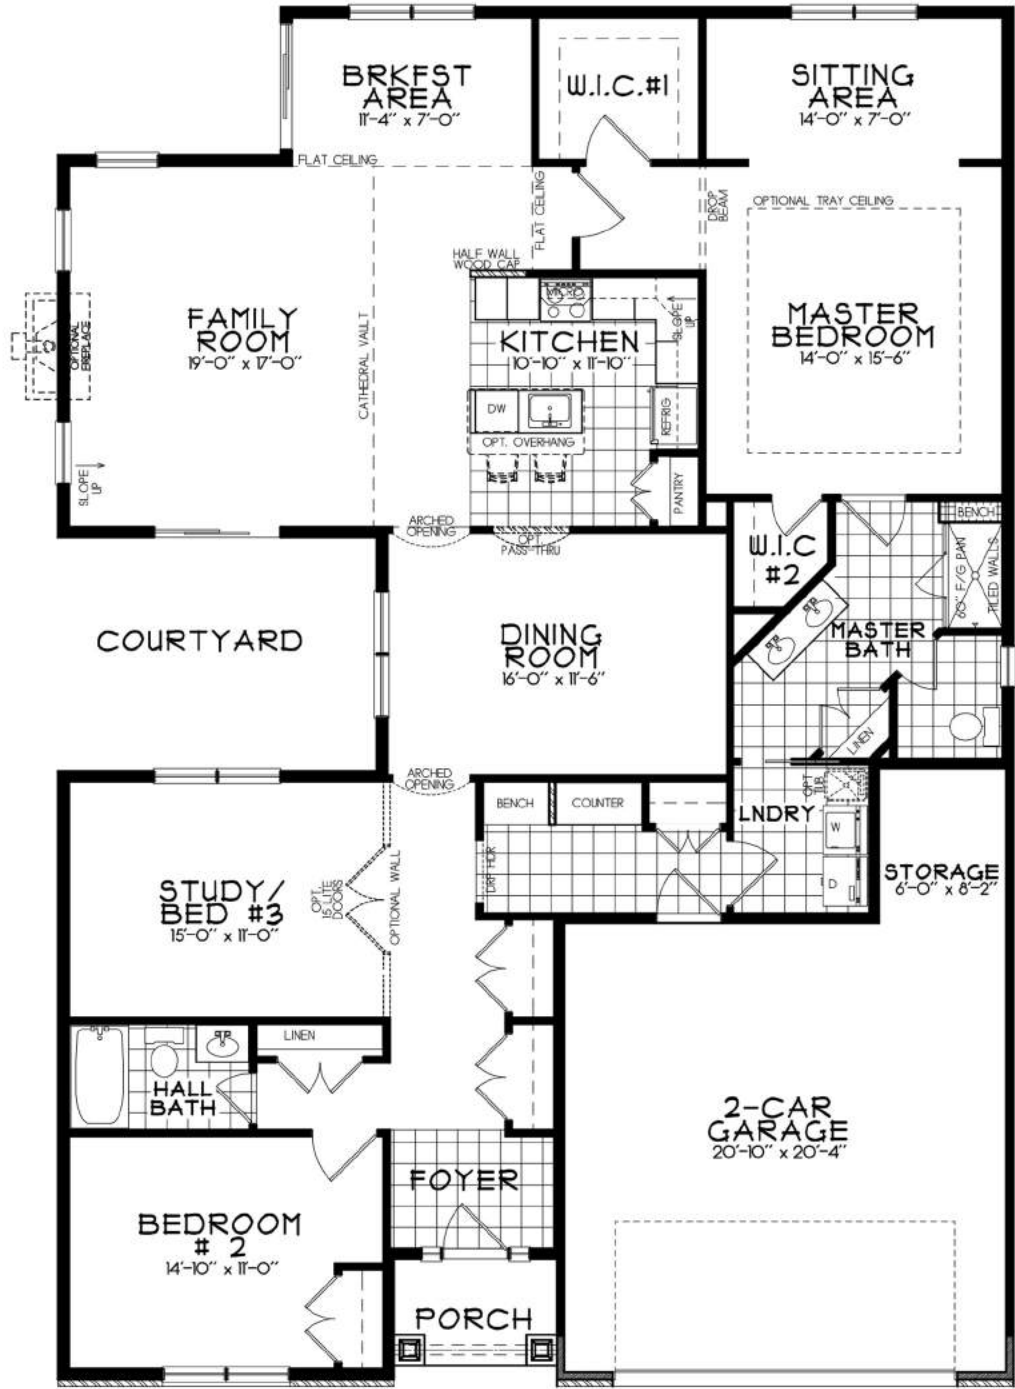 BRKFST
AREA
11'-4" x 7'-0"
W.I.C.#1
SITTING
AREA
14'-0" x 7'-0"
FLAT CEILING
FLAT CEILING
DROP
BEAM
OPTIONAL TRAY CEILING
HALF WALL
WOOD CAP
MICRO
SLOPE
UP
FAMILY
ROOM
19'-0" x 17'-0"
OPTIONAL
FIREPLACE
CATHEDRAL VAULT
KITCHEN
10'-10" x 11'-10"
MASTER
BEDROOM
14'-0" x 15'-6"
DW
REFRIG
OPT. OVERHANG
SLOPE
UP
PANTRY
ARCHED
OPENING
OPT.
PASS-THRU
BENCH
W.I.C
#2
60" F/G PAN
TILED WALLS
COURTYARD
DINING
ROOM
16'-0" x 11'-6"
MASTER
BATH
LINEN
ARCHED
OPENING
BENCH
COUNTER
OPT
TUB
LNDRY
W
D
DRP HDR
STORAGE
6'-0" x 8'-2"
STUDY/
BED #3
15'-0" x 11'-0"
OPT.
15 LITE
DOORS
OPTIONAL WALL
LINEN
HALL
BATH
2-CAR
GARAGE
20'-10" x 20'-4"
FOYER
BEDROOM
# 2
14'-10" x 11'-0"
PORCH